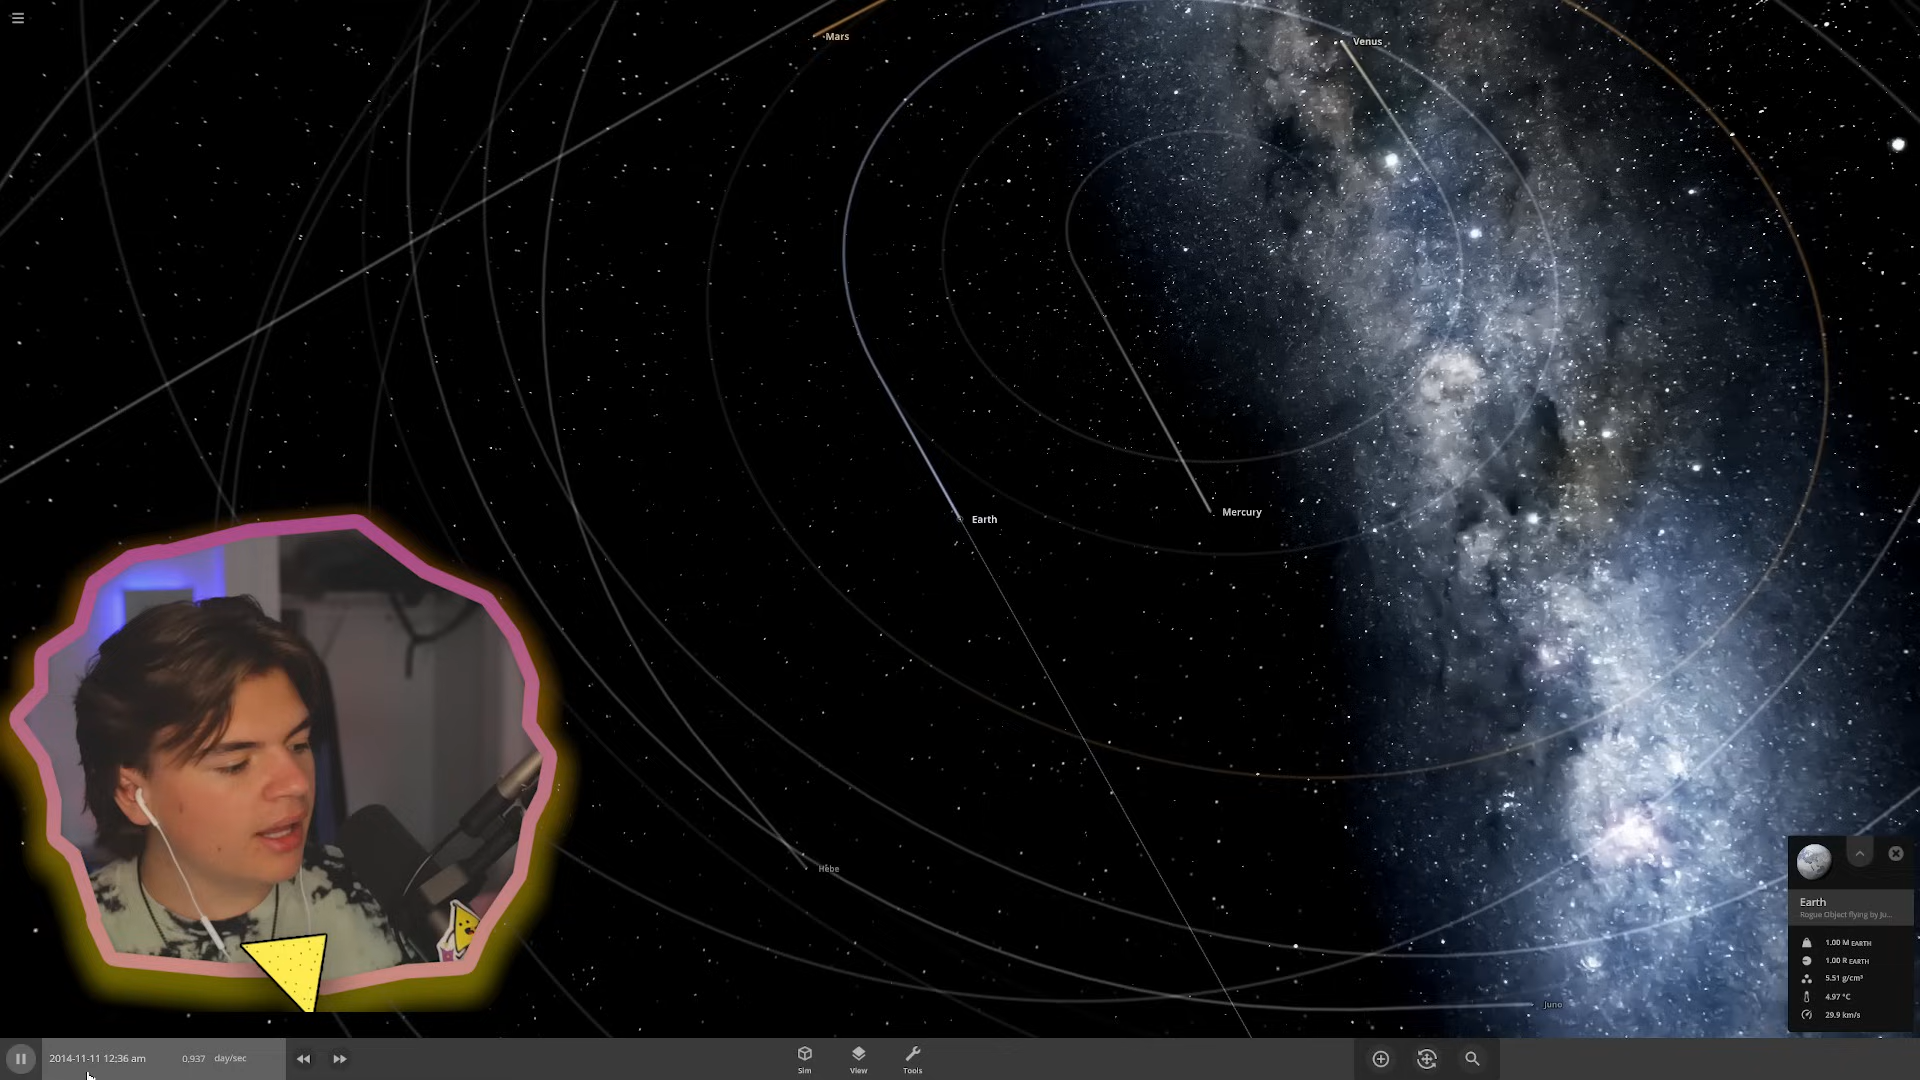 Mars
Venus
Earth
Mercury
Hebe
Juno
Earth
Rogue Object flying by Ju...
1.00 M EARTH
1.00 R EARTH
5.51 g/cm³
4.97 °C
29.9 km/s
2014-11-11 12:36 am 0.937 day/sec
Sim View Tools